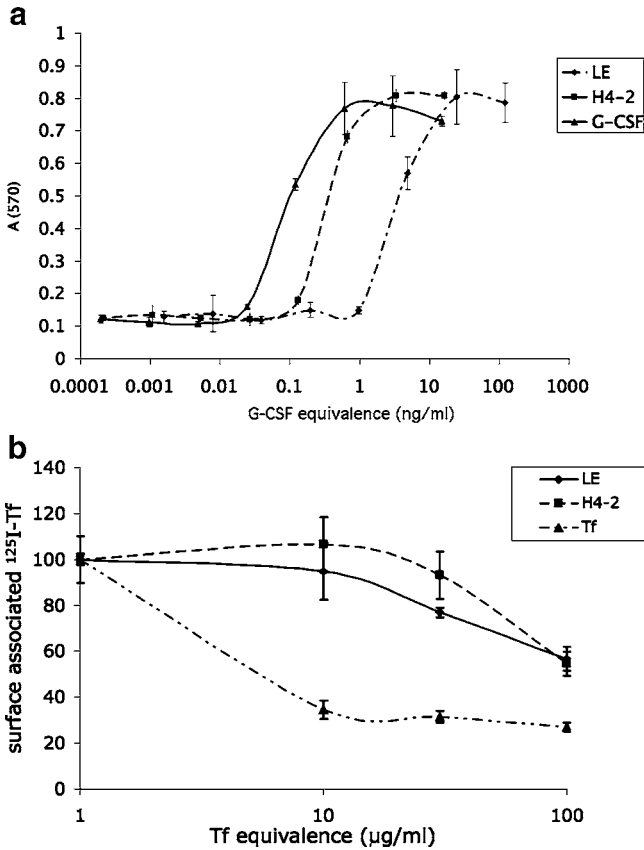 a
1
0.9
0.8
0.7
0.6
0.5
0.4
0.3
0.2
0.1
0
A (570)
0.0001 0.001 0.01 0.1 1 10 100 1000
G-CSF equivalence (ng/ml)
LE
H4-2
G-CSF
b
140
120
100
80
60
40
20
0
surface associated ¹²⁵I-Tf
1 10 100
Tf equivalence (µg/ml)
LE
H4-2
Tf